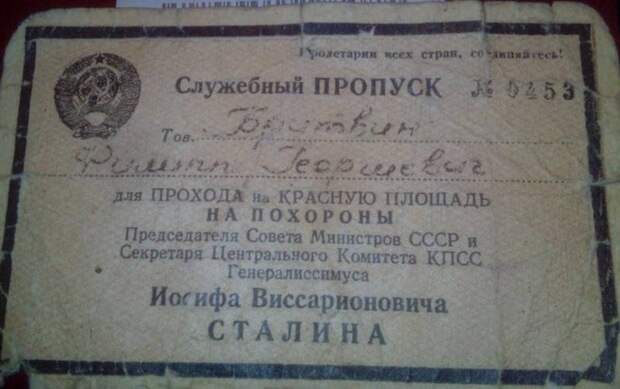 Пролетарии всех стран, соединяйтесь!
Служебный ПРОПУСК № 0453
Тов. Бритвин
Филипп Георгиевич
для ПРОХОДА на КРАСНУЮ ПЛОЩАДЬ
НА ПОХОРОНЫ
Председателя Совета Министров СССР и
Секретаря Центрального Комитета КПСС
Генералиссимуса
Иосифа Виссарионовича
СТАЛИНА